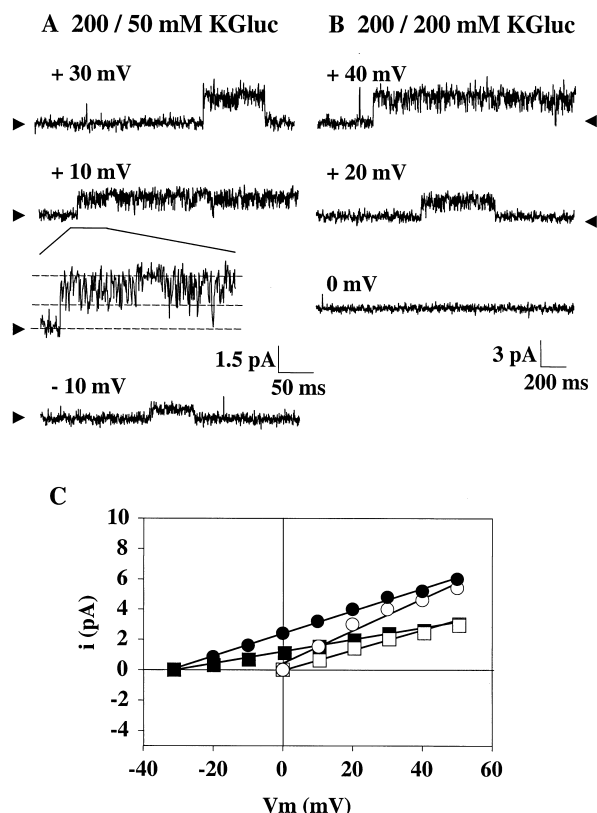 A 200 / 50 mM KGluc
B 200 / 200 mM KGluc
+ 30 mV
+ 40 mV
+ 10 mV
+ 20 mV
0 mV
1.5 pA
50 ms
3 pA
200 ms
- 10 mV
C
10
8
6
4
2
0
-2
-4
i (pA)
-40 -20 0 20 40 60
Vm (mV)